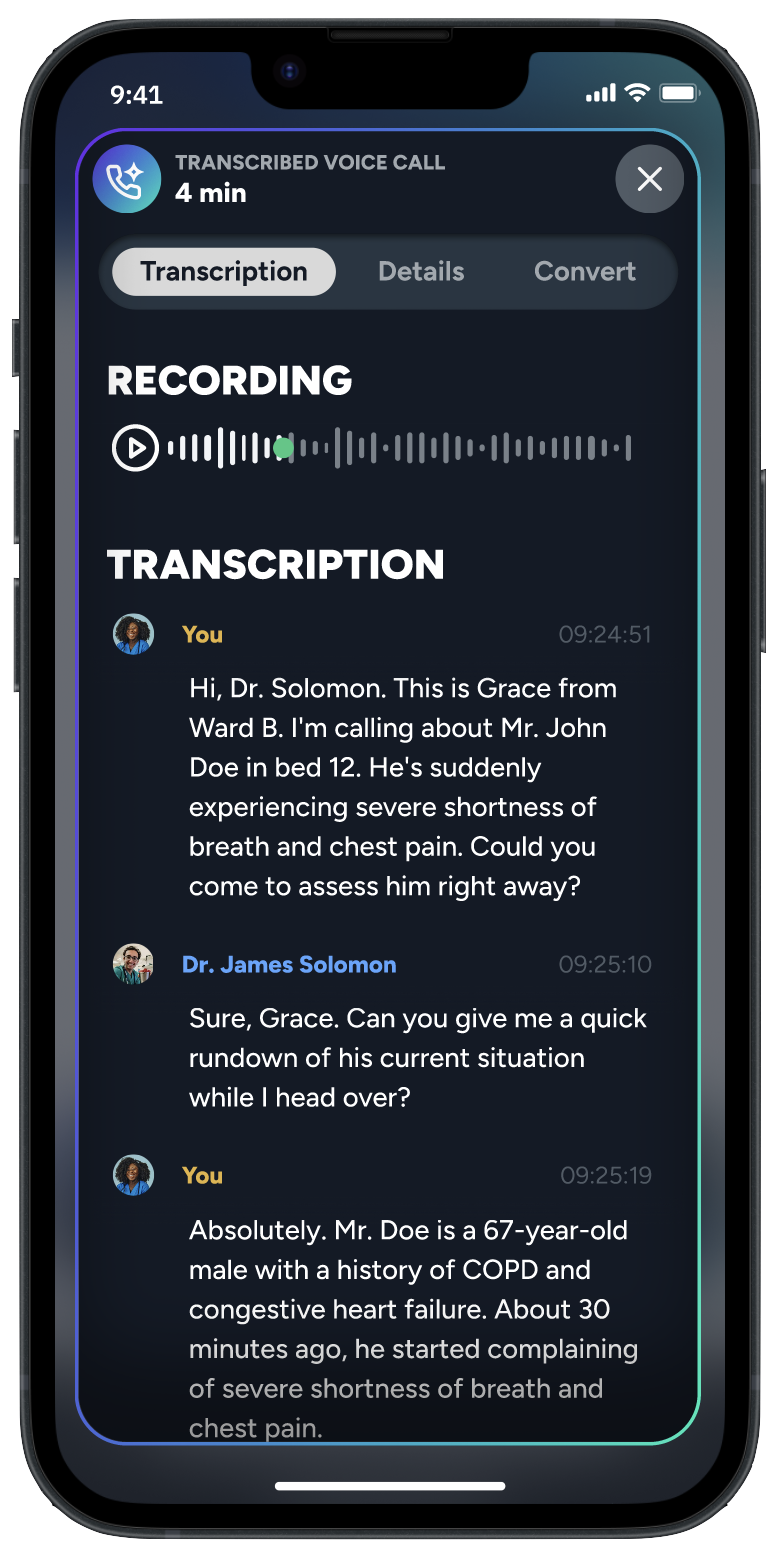 9:41
TRANSCRIBED VOICE CALL
4 min
Transcription Details Convert
RECORDING
TRANSCRIPTION
You 09:24:51
Hi, Dr. Solomon. This is Grace from
Ward B. I'm calling about Mr. John
Doe in bed 12. He's suddenly
experiencing severe shortness of
breath and chest pain. Could you
come to assess him right away?
Dr. James Solomon 09:25:10
Sure, Grace. Can you give me a quick
rundown of his current situation
while I head over?
You 09:25:19
Absolutely. Mr. Doe is a 67-year-old
male with a history of COPD and
congestive heart failure. About 30
minutes ago, he started complaining
of severe shortness of breath and
chest pain.